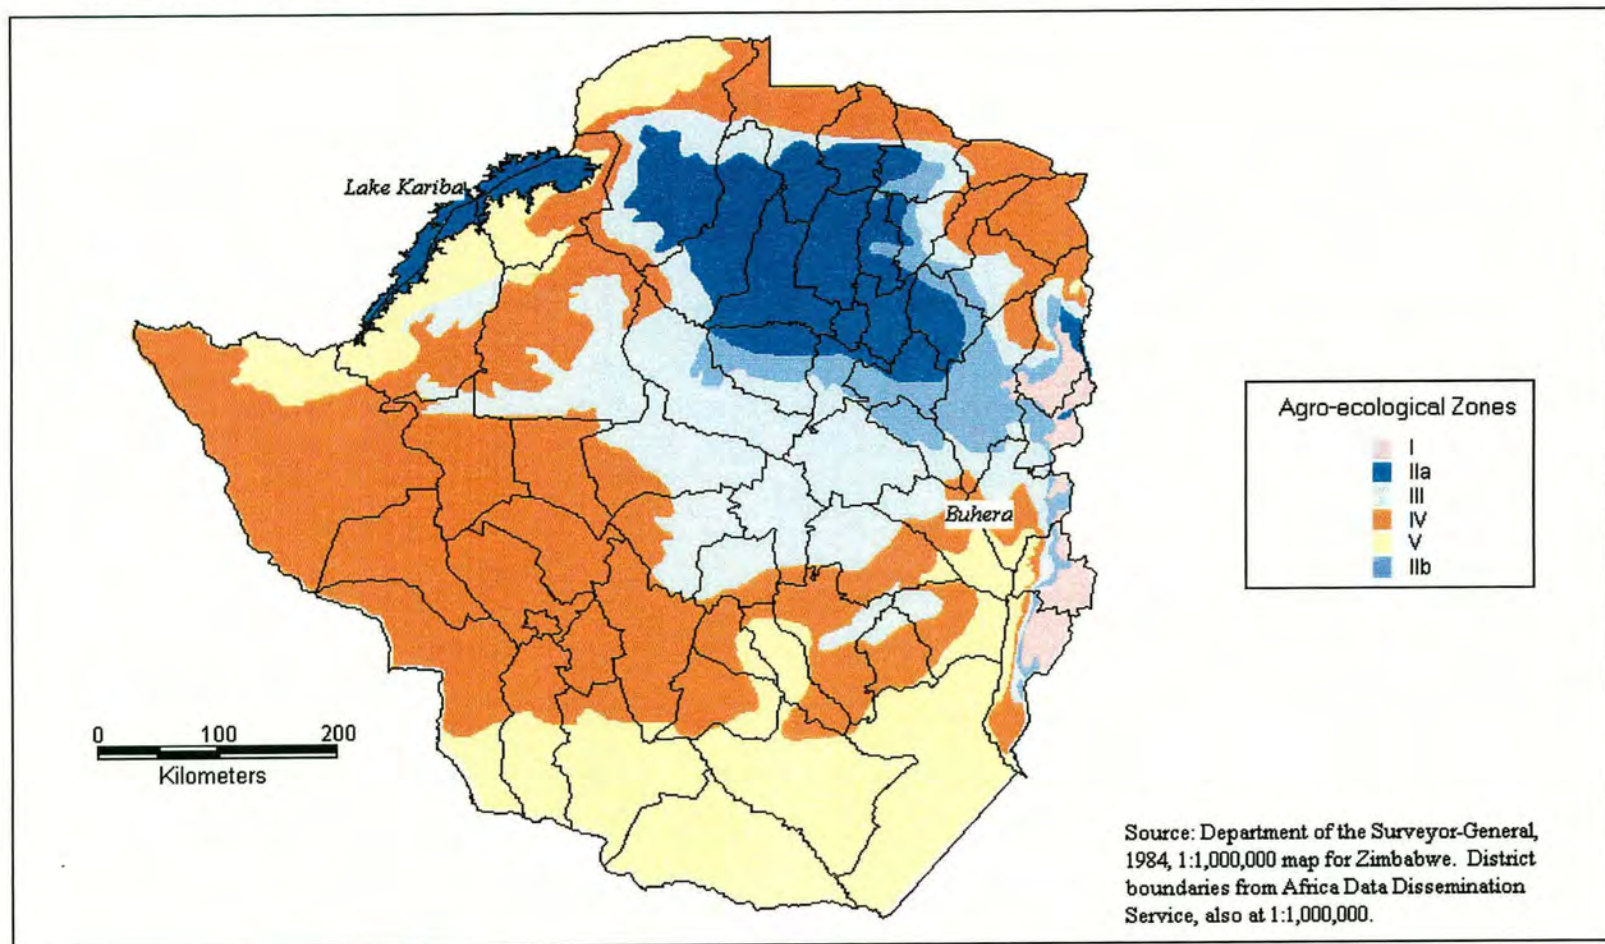 Lake Kariba
Buhera
Agro-ecological Zones
I
IIa
III
IV
V
IIb
0 100 200
Kilometers
Source: Department of the Surveyor-General,
1984, 1:1,000,000 map for Zimbabwe. District
boundaries from Africa Data Dissemination
Service, also at 1:1,000,000.